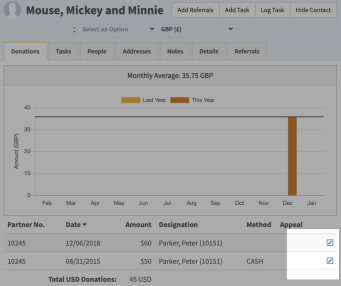 Mouse, Mickey and Minnie Add Referrals Add Task Log Task Hide Contact
Select an Option GBP (£)
Donations Tasks People Addresses Notes Details Referrals
Monthly Average: 35.75 GBP
Last Year This Year
Amount (GBP)
40
30
20
10
0
Feb Mar Apr May Jun Jul Aug Sep Oct Nov Dec Jan
Partner No. Date Amount Designation Method Appeal
10245 12/06/2018 $60 Parker, Peter (10151)
10245 08/31/2015 $50 Parker, Peter (10151) CASH
Total USD Donations: 45 USD